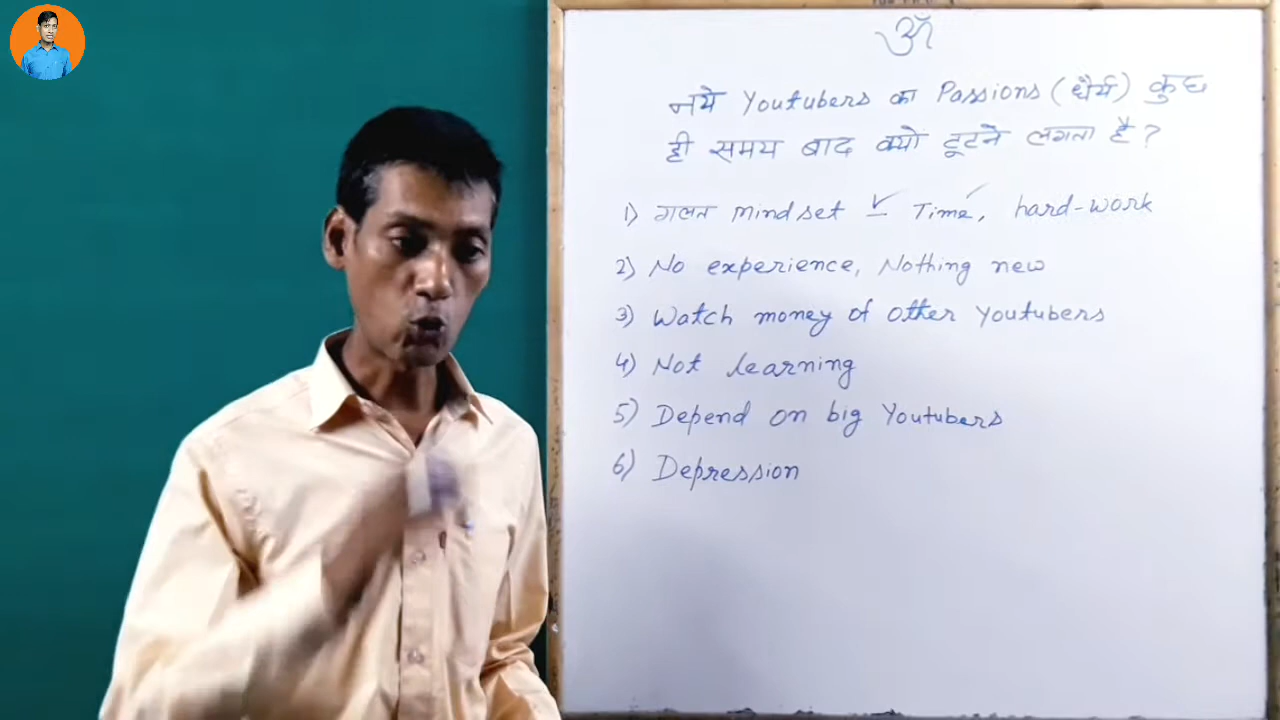 ॐ
नये Youtubers का Passions (धैर्य) कुछ
ही समय बाद क्यो टूटने लगता है?
1) गलत mindset - Time, hard-work
2) No experience, Nothing new
3) Watch money of other Youtubers
4) Not learning
5) Depend on big Youtubers
6) Depression